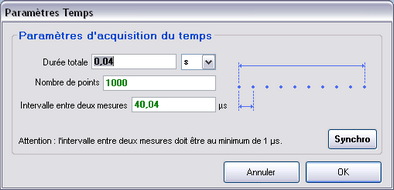 Paramètres Temps
Paramètres d'acquisition du temps
Durée totale 0,04 s
Nombre de points 1000
Intervalle entre deux mesures 40,04 µs
Attention : l'intervalle entre deux mesures doit être au minimum de 1 µs.
Synchro
Annuler OK